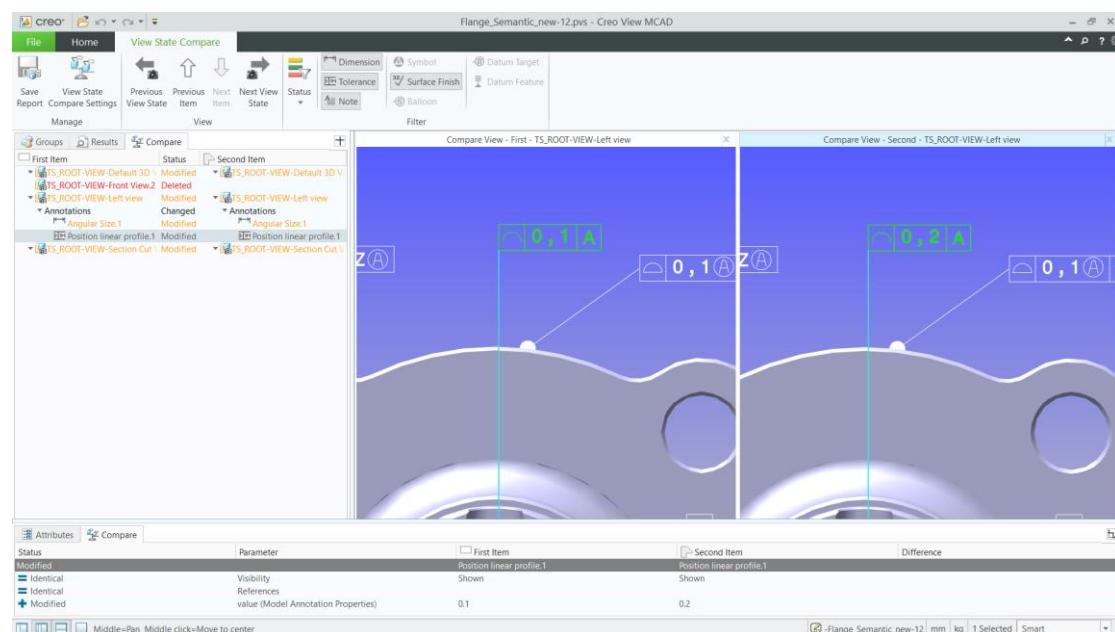 creo
Flange_Semantic_new-12.pvs - Creo View MCAD
File Home View State Compare
Save Report
View State Compare Settings
Previous View State
Previous Item
Next Item
Next View State
Status
Dimension
Tolerance
Note
Symbol
Surface Finish
Balloon
Datum Target
Datum Feature
Manage View Filter
Groups Results Compare
First Item Status Second Item
TS_ROOT-VIEW-Default 3D Modified TS_ROOT-VIEW-Default 3D V
TS_ROOT-VIEW-Front View.2 Deleted
TS_ROOT-VIEW-Left view Modified TS_ROOT-VIEW-Left view
Annotations Changed Annotations
Angular Size.1 Modified Angular Size.1
Position linear profile.1 Modified Position linear profile.1
TS_ROOT-VIEW-Section Cut Modified TS_ROOT-VIEW-Section Cut
Compare View - First - TS_ROOT-VIEW-Left view
0,1 A
Z Ⓐ
0,1 Ⓐ
Compare View - Second - TS_ROOT-VIEW-Left view
0,2 A
Z Ⓐ
0,1 Ⓐ
Attributes Compare
Status Parameter First Item Second Item Difference
Modified Position linear profile.1 Position linear profile.1
Identical Visibility Shown Shown
Identical References
Modified value (Model Annotation Properties) 0.1 0.2
Middle=Pan Middle click=Move to center
-Flange_Semantic_new-12 mm kg 1 Selected Smart